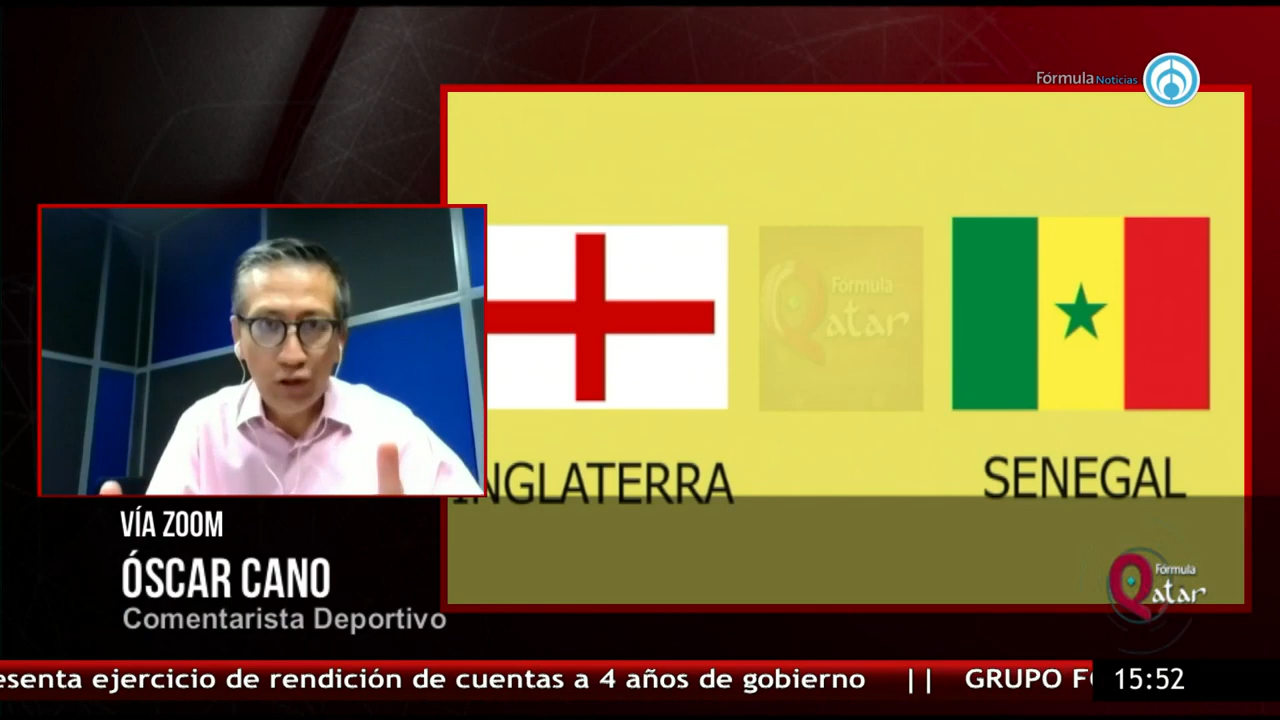 Fórmula Noticias
Fórmula
Qatar
INGLATERRA
SENEGAL
VÍA ZOOM
ÓSCAR CANO
Comentarista Deportivo
Fórmula
Qatar
esenta ejercicio de rendición de cuentas a 4 años de gobierno || GRUPO FO
15:52